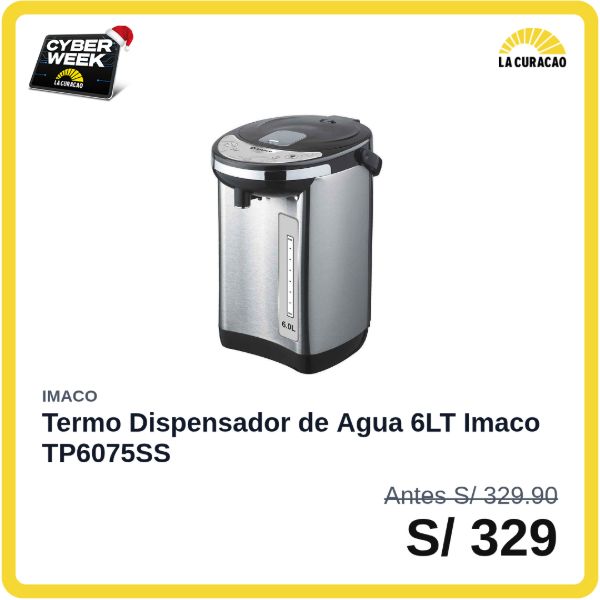 CYBER
WEEK
LA CURACAO
LA CURACAO
6.0L
IMACO
Termo Dispensador de Agua 6LT Imaco
TP6075SS
Antes S/ 329.90
S/ 329